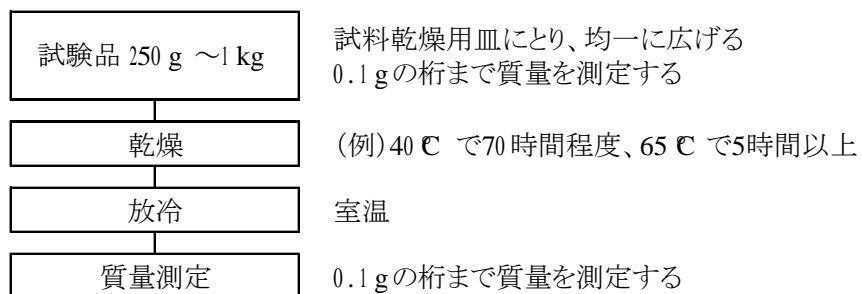 試験品 250 g ～1 kg
試料乾燥用皿にとり、均一に広げる
0.1 gの桁まで質量を測定する
乾燥
(例)40 ℃ で70 時間程度、65 ℃ で5時間以上
放冷
室温
質量測定
0.1 gの桁まで質量を測定する